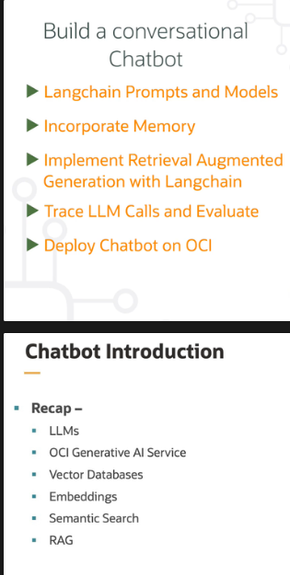 Build a conversational
Chatbot
Langchain Prompts and Models
Incorporate Memory
Implement Retrieval Augmented
Generation with Langchain
Trace LLM Calls and Evaluate
Deploy Chatbot on OCI
Chatbot Introduction
Recap –
LLMs
OCI Generative AI Service
Vector Databases
Embeddings
Semantic Search
RAG